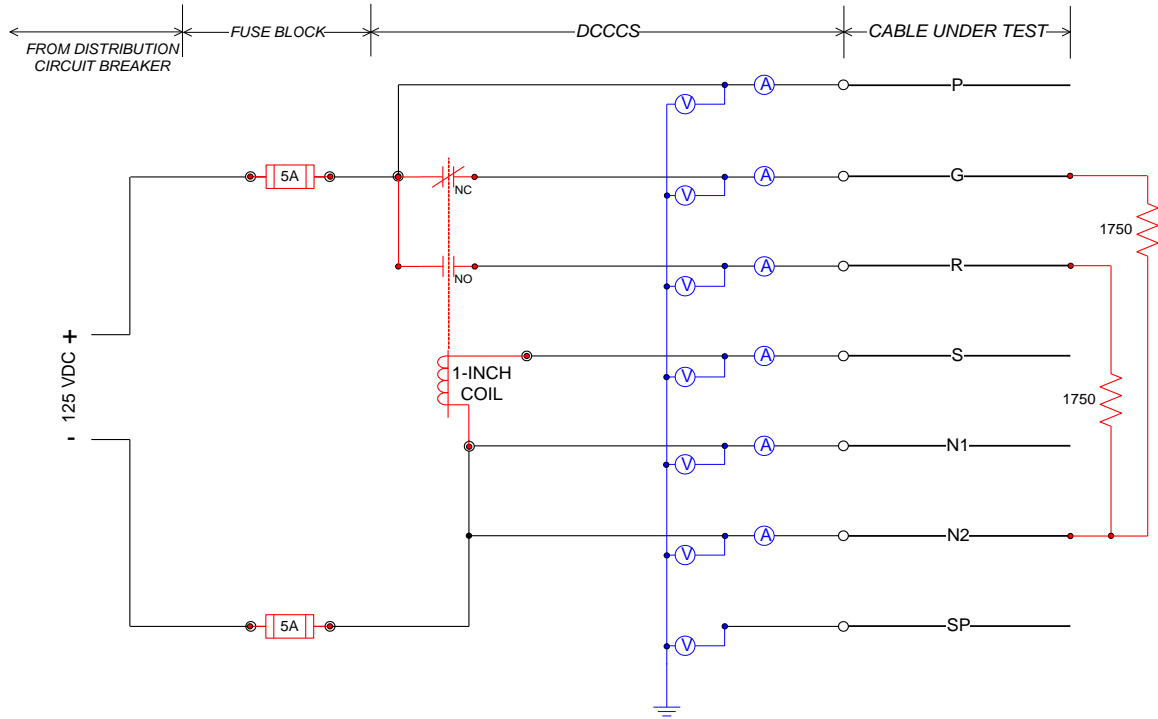 FROM DISTRIBUTION
CIRCUIT BREAKER
FUSE BLOCK
DCCCS
CABLE UNDER TEST
V
A
P
5A
NC
V
A
G
1750
NO
V
A
R
125 VDC
+
-
1-INCH
COIL
V
A
S
1750
V
A
N1
V
A
N2
5A
V
SP